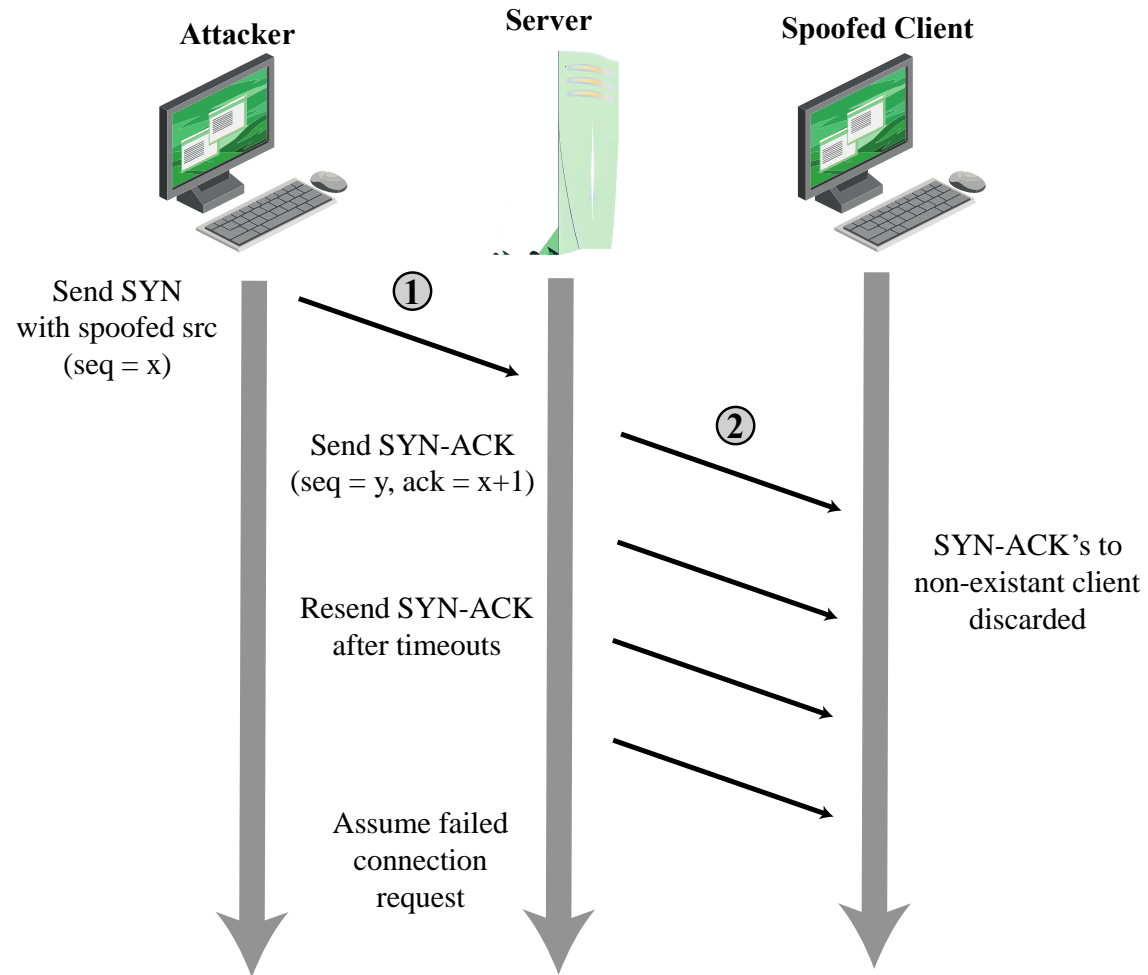 Attacker
Server
Spoofed Client
Send SYN
with spoofed src
(seq = x)
1
Send SYN-ACK
(seq = y, ack = x+1)
2
SYN-ACK’s to
non-existant client
discarded
Resend SYN-ACK
after timeouts
Assume failed
connection
request